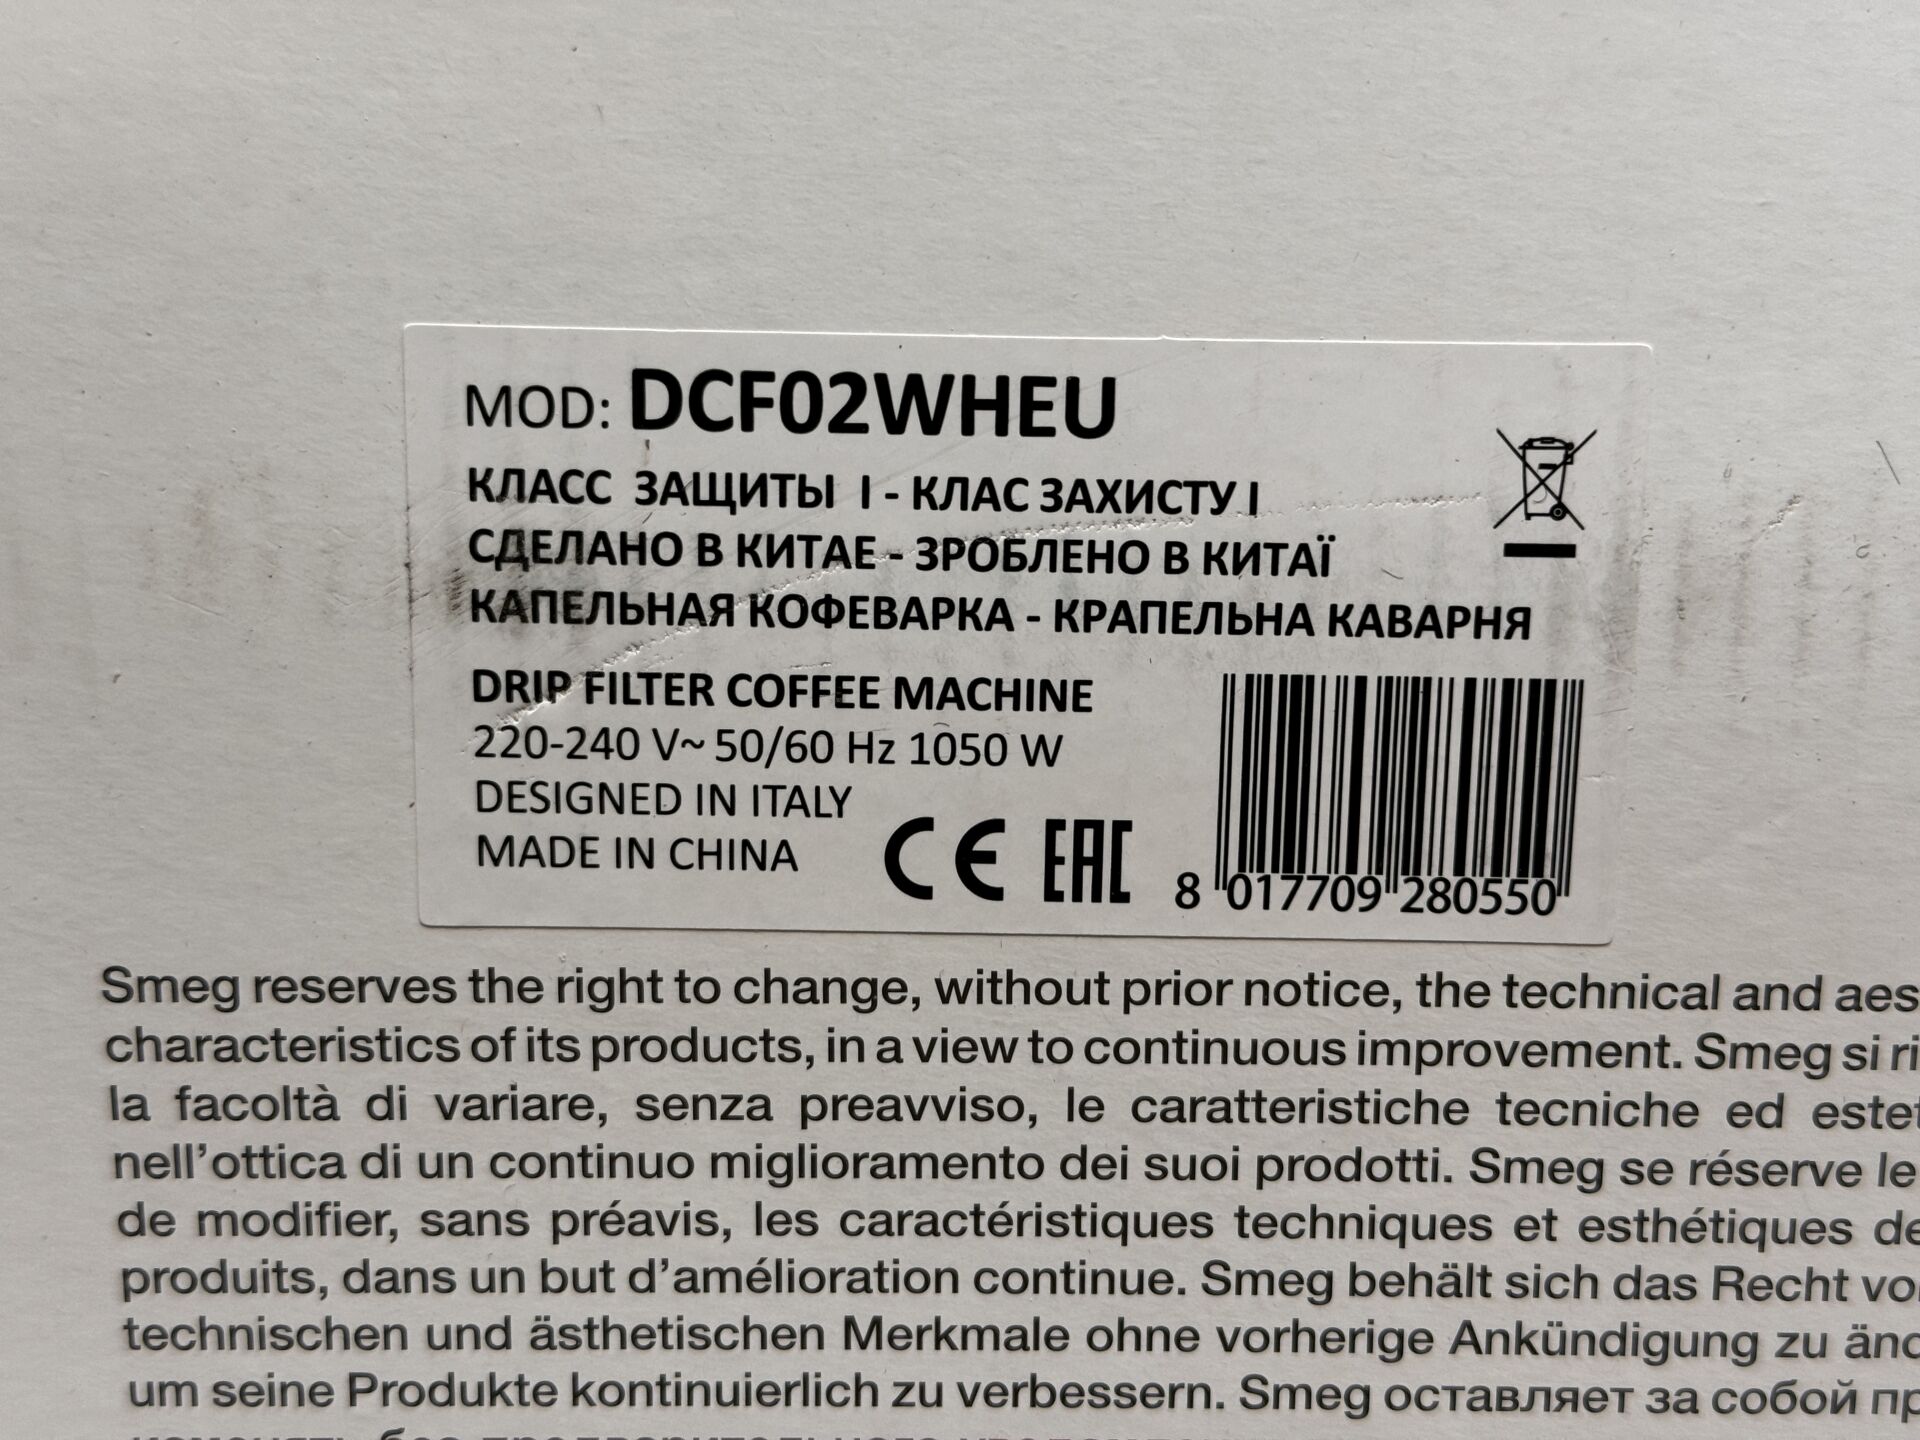 MOD: DCF02WHEU
КЛАСС ЗАЩИТЫ I - КЛАС ЗАХИСТУ I
СДЕЛАНО В КИТАЕ - ЗРОБЛЕНО В КИТАЇ
КАПЕЛЬНАЯ КОФЕВАРКА - КРАПЕЛЬНА КАВАРНЯ
DRIP FILTER COFFEE MACHINE
220-240 V~ 50/60 Hz 1050 W
DESIGNED IN ITALY
MADE IN CHINA
CE EAC
8 017709 280550
Smeg reserves the right to change, without prior notice, the technical and aes
characteristics of its products, in a view to continuous improvement. Smeg si ri
la facoltà di variare, senza preavviso, le caratteristiche tecniche ed estet
nell'ottica di un continuo miglioramento dei suoi prodotti. Smeg se réserve le
de modifier, sans préavis, les caractéristiques techniques et esthétiques de
produits, dans un but d'amélioration continue. Smeg behält sich das Recht vo
technischen und ästhetischen Merkmale ohne vorherige Ankündigung zu änd
um seine Produkte kontinuierlich zu verbessern. Smeg оставляет за собой пр